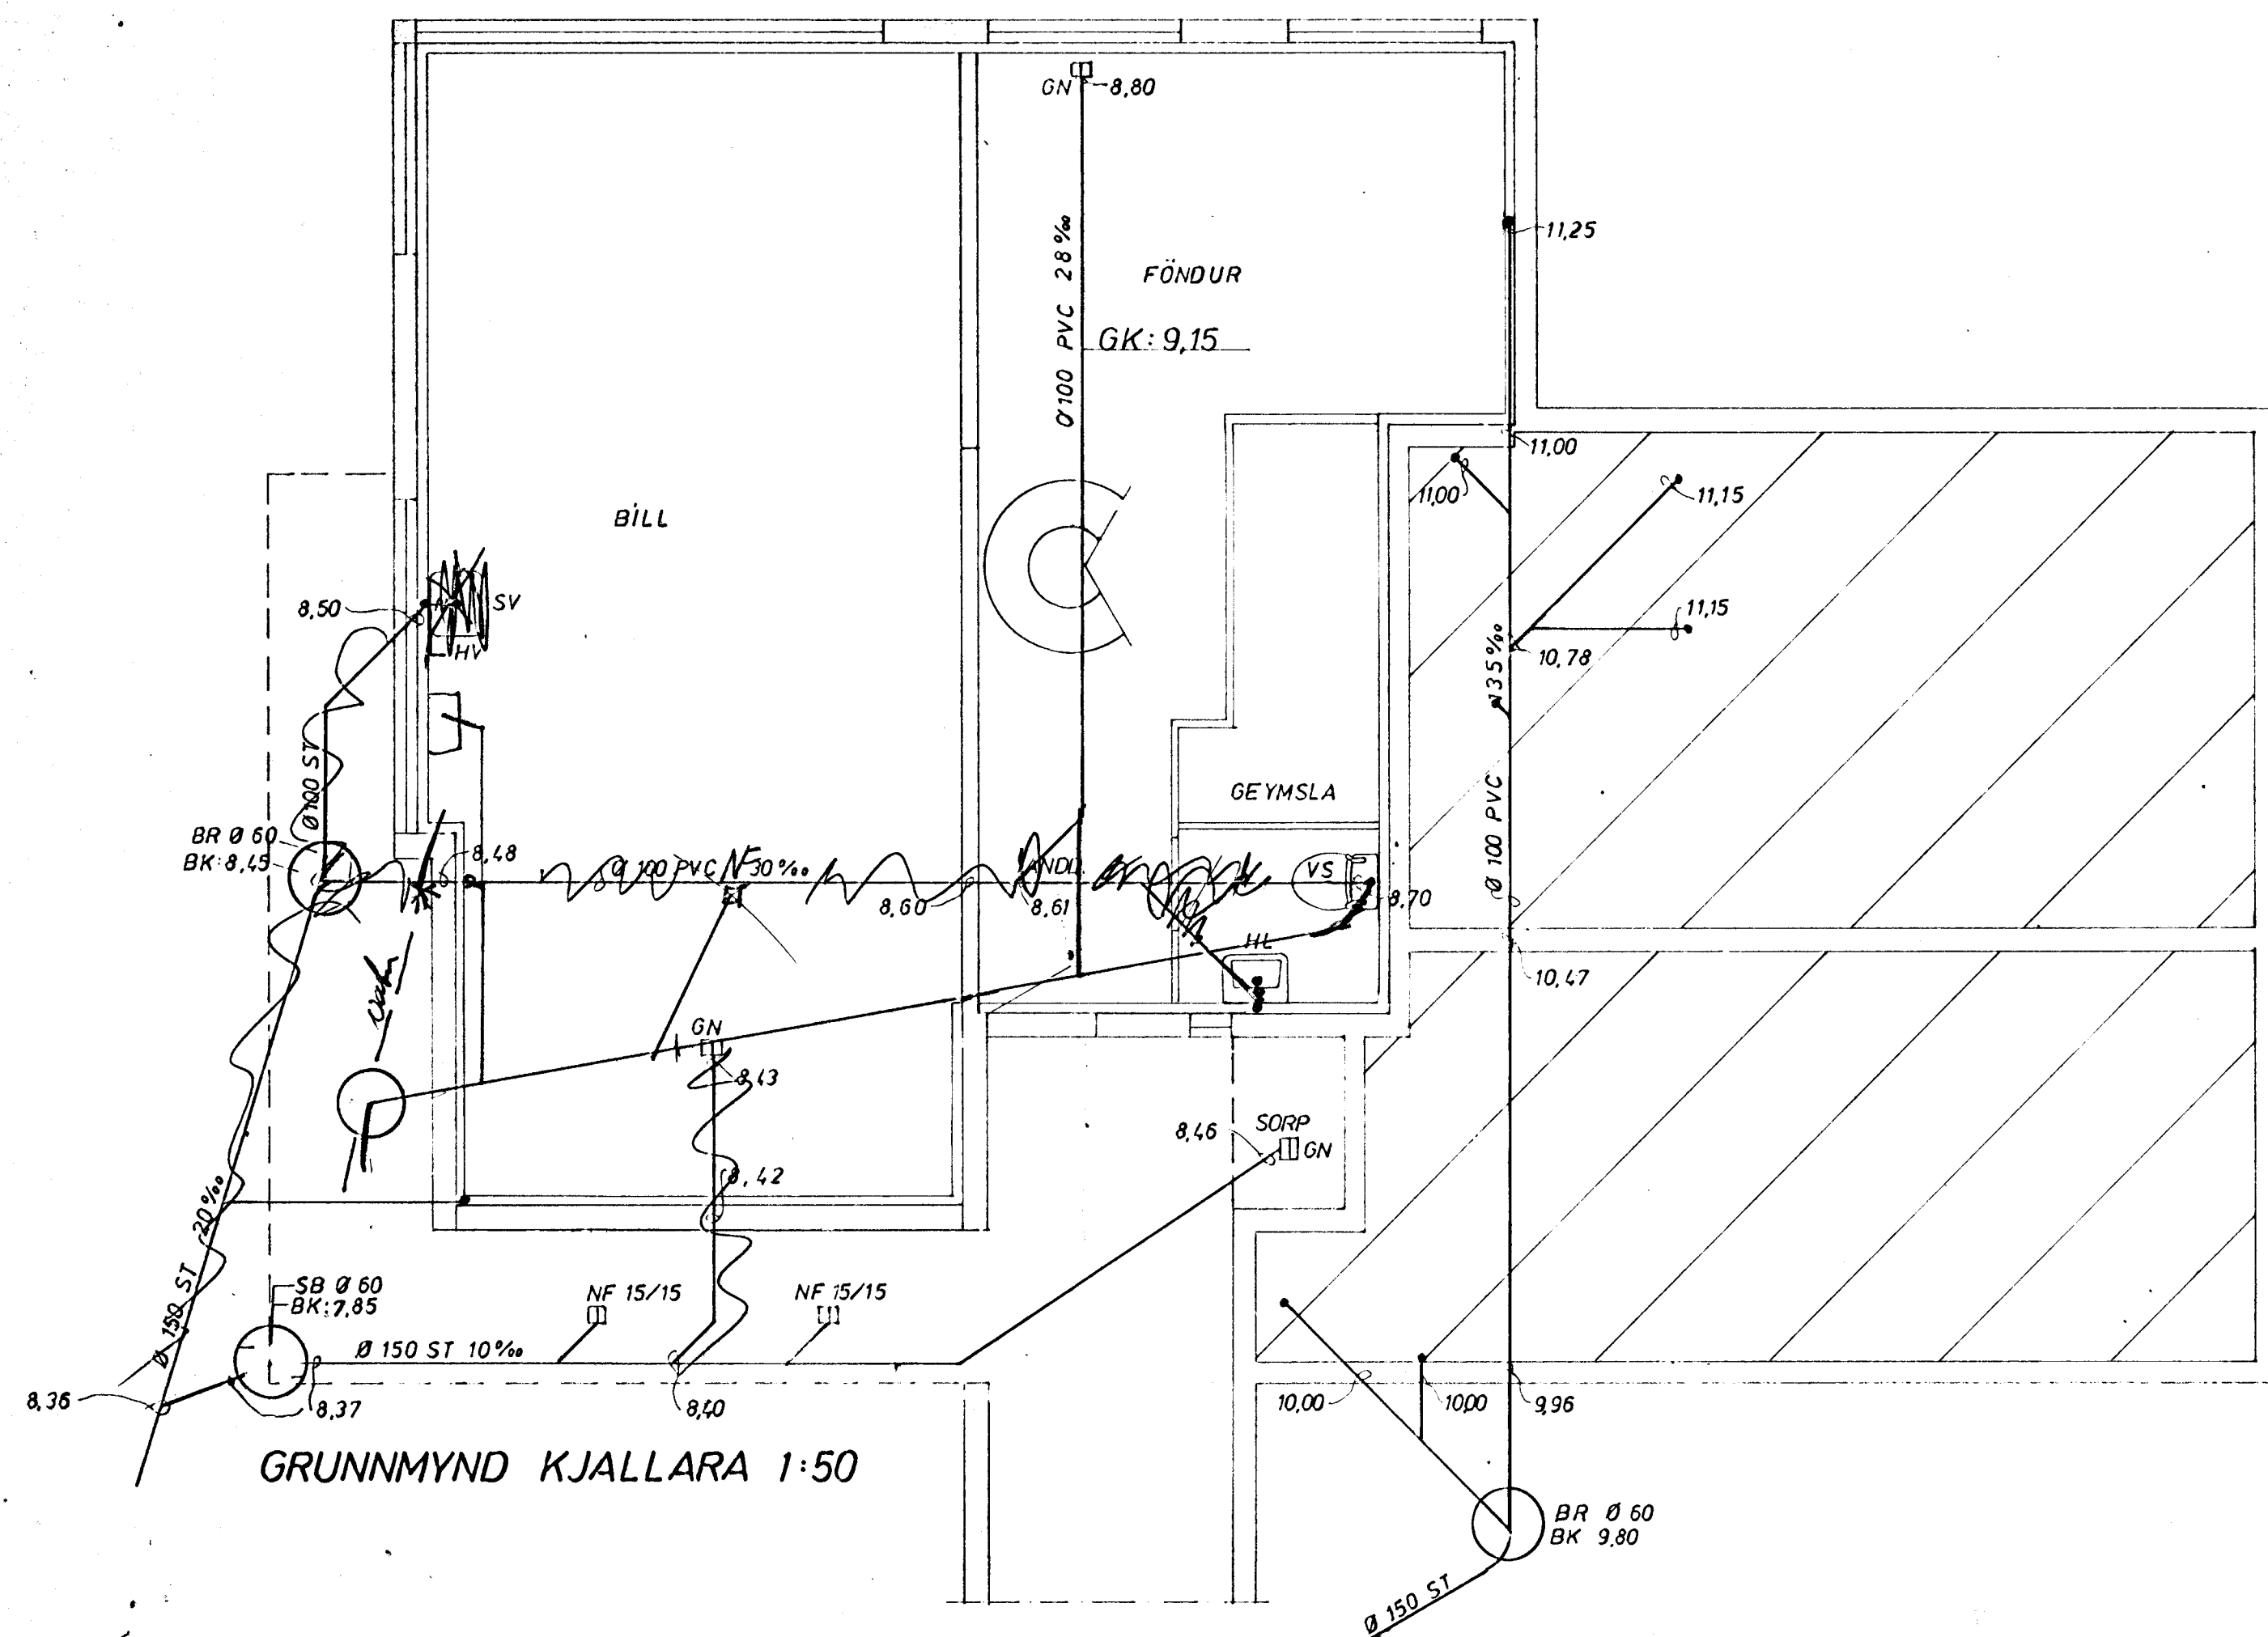 GN
8,80
11,25
Ø 100 PVC 28‰
FÖNDUR
GK: 9,15
11,00
11,00
11,15
BÍLL
8,50
SV
HV
11,15
10,78
35‰
Ø 100 ST
GEYMSLA
Ø 100 PVC
BR Ø 60
BK: 8,45
8,48
Ø 100 PVC 30‰
ANDD.
VS
8,60
8,61
8,70
HL
10,47
GN
8,43
8,46
SORP
GN
8,42
20‰
Ø 150 ST
SB Ø 60
BK: 7,85
NF 15/15
NF 15/15
Ø 150 ST 10‰
8,36
8,37
8,40
10,00
10,00
9,96
GRUNNMYND KJALLARA 1:50
BR Ø 60
BK 9,80
Ø 150 ST